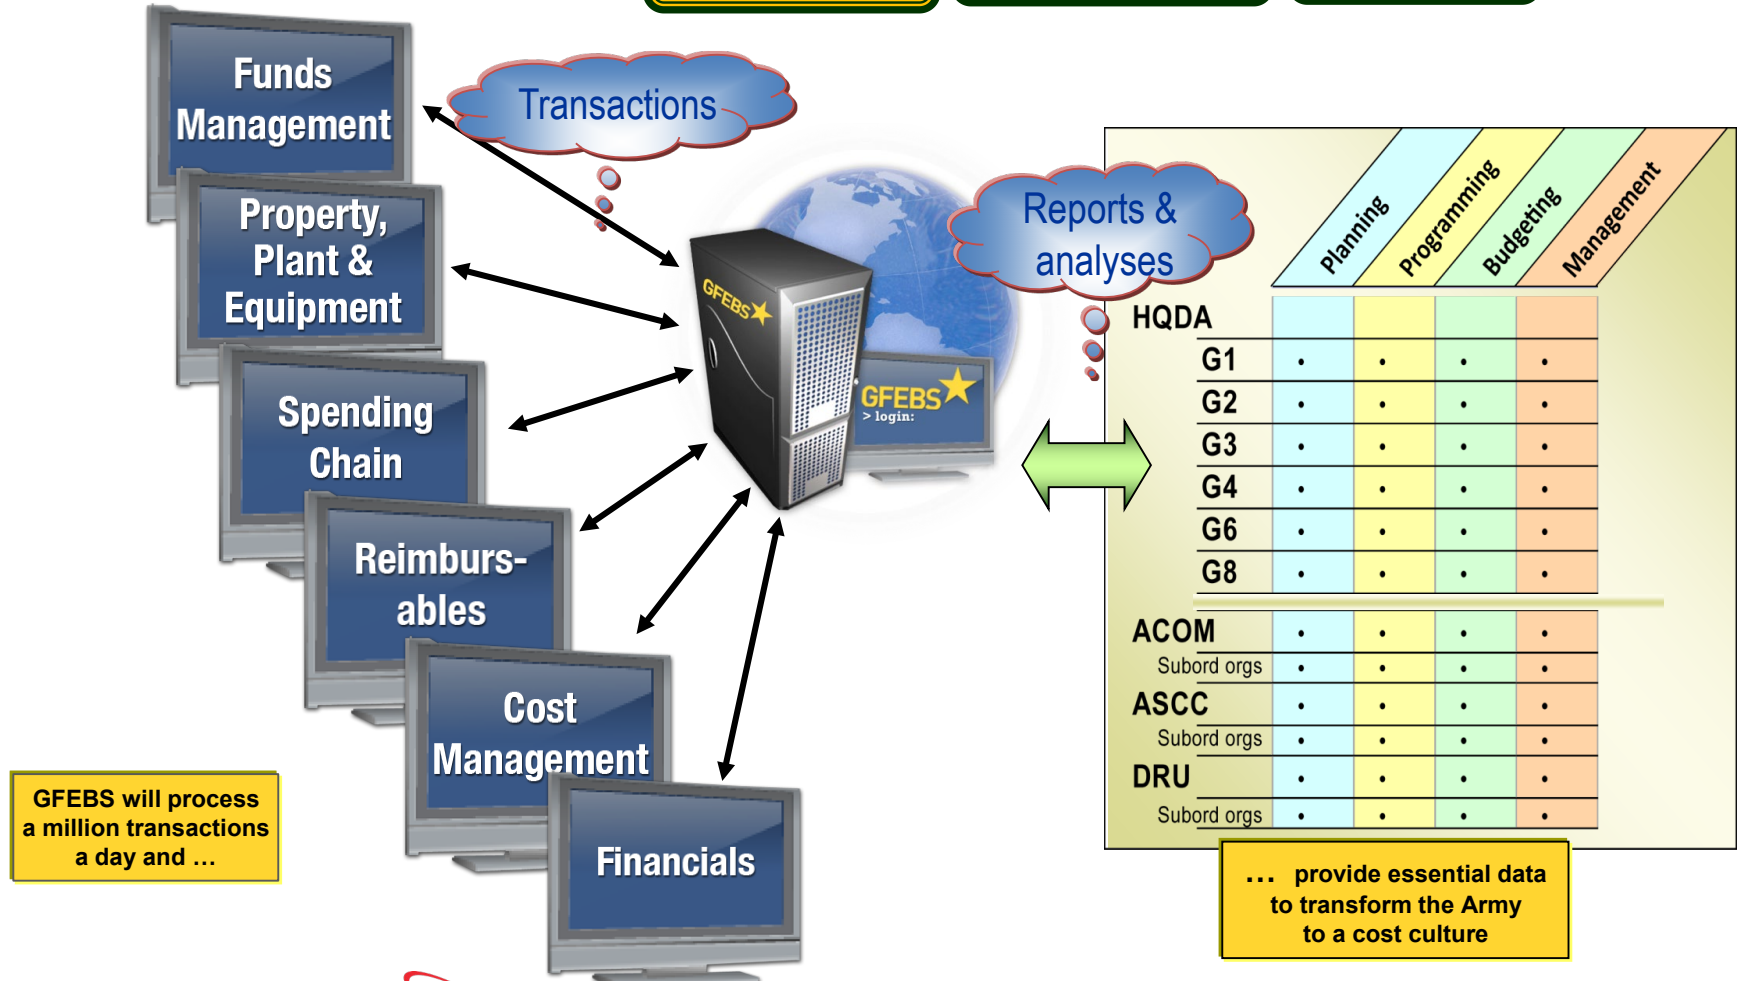 Funds
Management
Property,
Plant &
Equipment
Spending
Chain
Reimburs-
ables
Cost
Management
Financials
Transactions
GFEBS
GFEBS
> login:
Reports &
analyses
Planning
Programming
Budgeting
Management
HQDA
G1
G2
G3
G4
G6
G8
ACOM
Subord orgs
ASCC
Subord orgs
DRU
Subord orgs
GFEBS will process
a million transactions
a day and …
… provide essential data
to transform the Army
to a cost culture